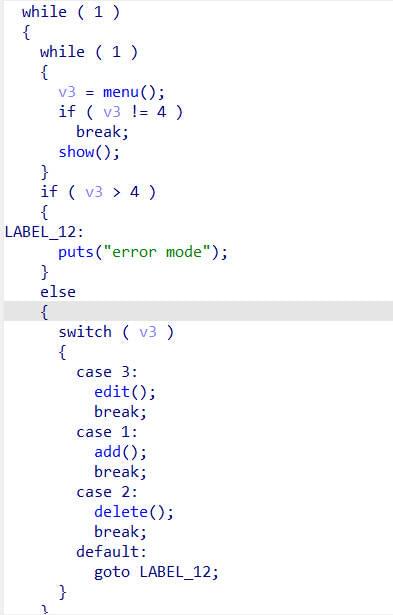 while ( 1 )
{
while ( 1 )
{
v3 = menu();
if ( v3 != 4 )
break;
show();
}
if ( v3 > 4 )
{
LABEL_12:
puts("error mode");
}
else
{
switch ( v3 )
{
case 3:
edit();
break;
case 1:
add();
break;
case 2:
delete();
break;
default:
goto LABEL_12;
}
}